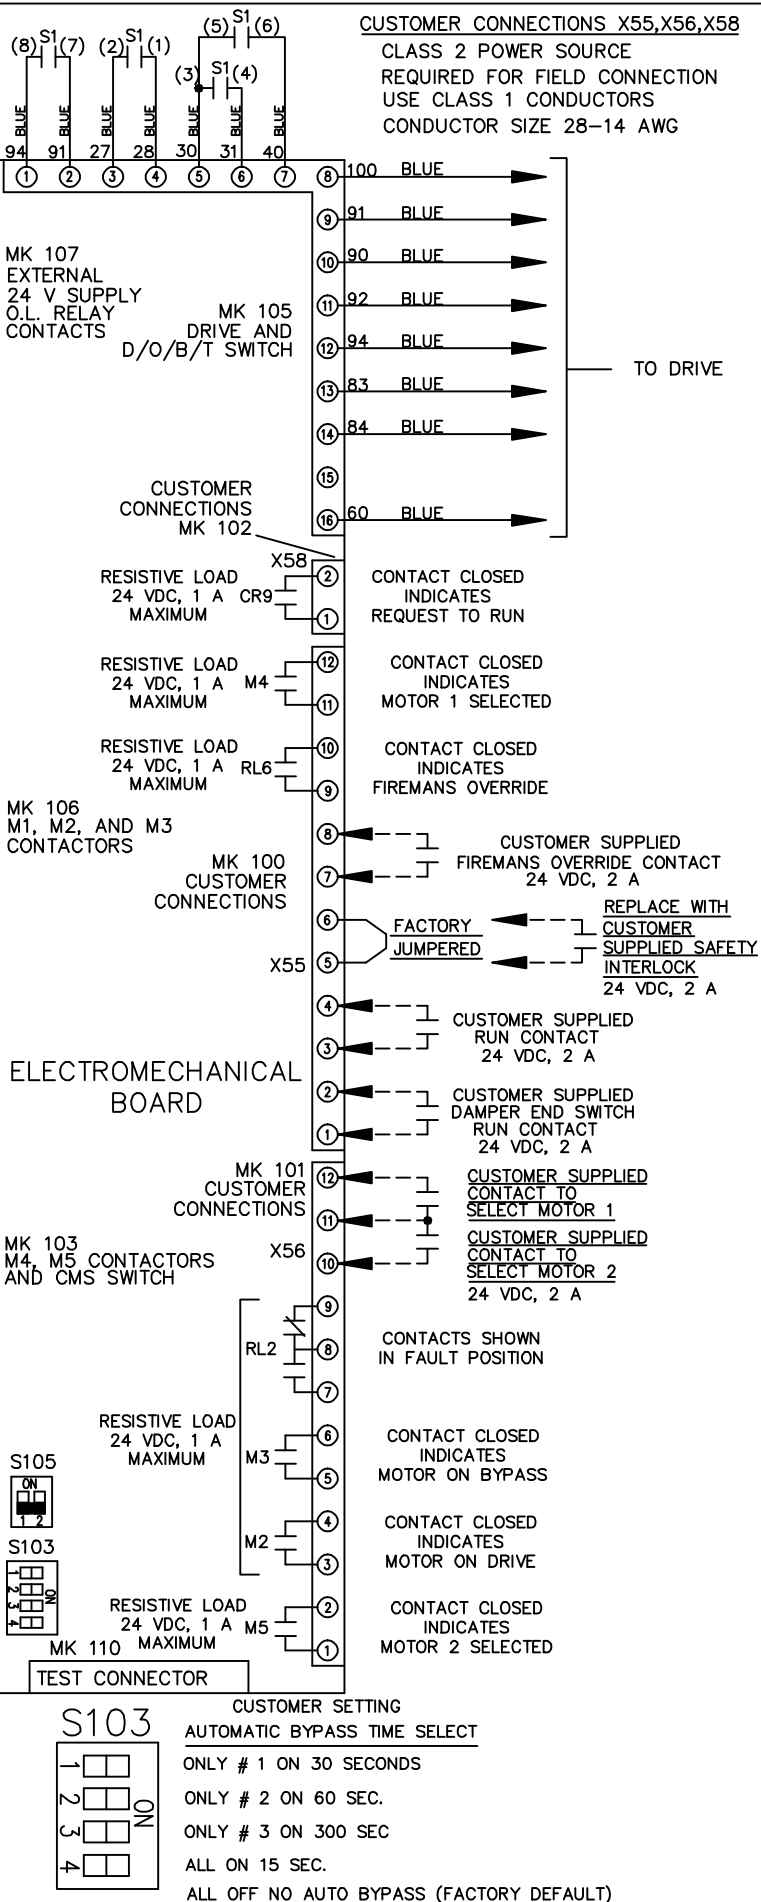 CUSTOMER CONNECTIONS X55,X56,X58
CLASS 2 POWER SOURCE
REQUIRED FOR FIELD CONNECTION
USE CLASS 1 CONDUCTORS
CONDUCTOR SIZE 28-14 AWG
(8) S1 (7)
(2) S1 (1)
(5) S1 (6)
(3) S1 (4)
BLUE BLUE BLUE BLUE BLUE BLUE BLUE
94 91 27 28 30 31 40
1 2 3 4 5 6 7
8 100 BLUE
9 91 BLUE
10 90 BLUE
11 92 BLUE
12 94 BLUE
13 83 BLUE
14 84 BLUE
15
16 60 BLUE
TO DRIVE
MK 107
EXTERNAL
24 V SUPPLY
O.L. RELAY
CONTACTS
MK 105
DRIVE AND
D/O/B/T SWITCH
CUSTOMER
CONNECTIONS
MK 102
X58
RESISTIVE LOAD
24 VDC, 1 A
MAXIMUM
CR9
2
1
CONTACT CLOSED
INDICATES
REQUEST TO RUN
RESISTIVE LOAD
24 VDC, 1 A
MAXIMUM
M4
12
11
CONTACT CLOSED
INDICATES
MOTOR 1 SELECTED
RESISTIVE LOAD
24 VDC, 1 A
MAXIMUM
RL6
10
9
CONTACT CLOSED
INDICATES
FIREMANS OVERRIDE
MK 106
M1, M2, AND M3
CONTACTORS
MK 100
CUSTOMER
CONNECTIONS
X55
8
7
CUSTOMER SUPPLIED
FIREMANS OVERRIDE CONTACT
24 VDC, 2 A
6
5
FACTORY
JUMPERED
REPLACE WITH
CUSTOMER
SUPPLIED SAFETY
INTERLOCK
24 VDC, 2 A
4
3
CUSTOMER SUPPLIED
RUN CONTACT
24 VDC, 2 A
ELECTROMECHANICAL
BOARD
2
1
CUSTOMER SUPPLIED
DAMPER END SWITCH
RUN CONTACT
24 VDC, 2 A
MK 101
CUSTOMER
CONNECTIONS
X56
12
11
10
CUSTOMER SUPPLIED
CONTACT TO
SELECT MOTOR 1
CUSTOMER SUPPLIED
CONTACT TO
SELECT MOTOR 2
24 VDC, 2 A
MK 103
M4, M5 CONTACTORS
AND CMS SWITCH
RL2
9
8
7
CONTACTS SHOWN
IN FAULT POSITION
RESISTIVE LOAD
24 VDC, 1 A
MAXIMUM
M3
6
5
CONTACT CLOSED
INDICATES
MOTOR ON BYPASS
M2
4
3
CONTACT CLOSED
INDICATES
MOTOR ON DRIVE
S105
ON
1 2
S103
1
2
3
4
ON
RESISTIVE LOAD
24 VDC, 1 A
MAXIMUM
M5
2
1
CONTACT CLOSED
INDICATES
MOTOR 2 SELECTED
MK 110
TEST CONNECTOR
S103
1
2
3
4
ON
CUSTOMER SETTING
AUTOMATIC BYPASS TIME SELECT
ONLY # 1 ON 30 SECONDS
ONLY # 2 ON 60 SEC.
ONLY # 3 ON 300 SEC
ALL ON 15 SEC.
ALL OFF NO AUTO BYPASS (FACTORY DEFAULT)